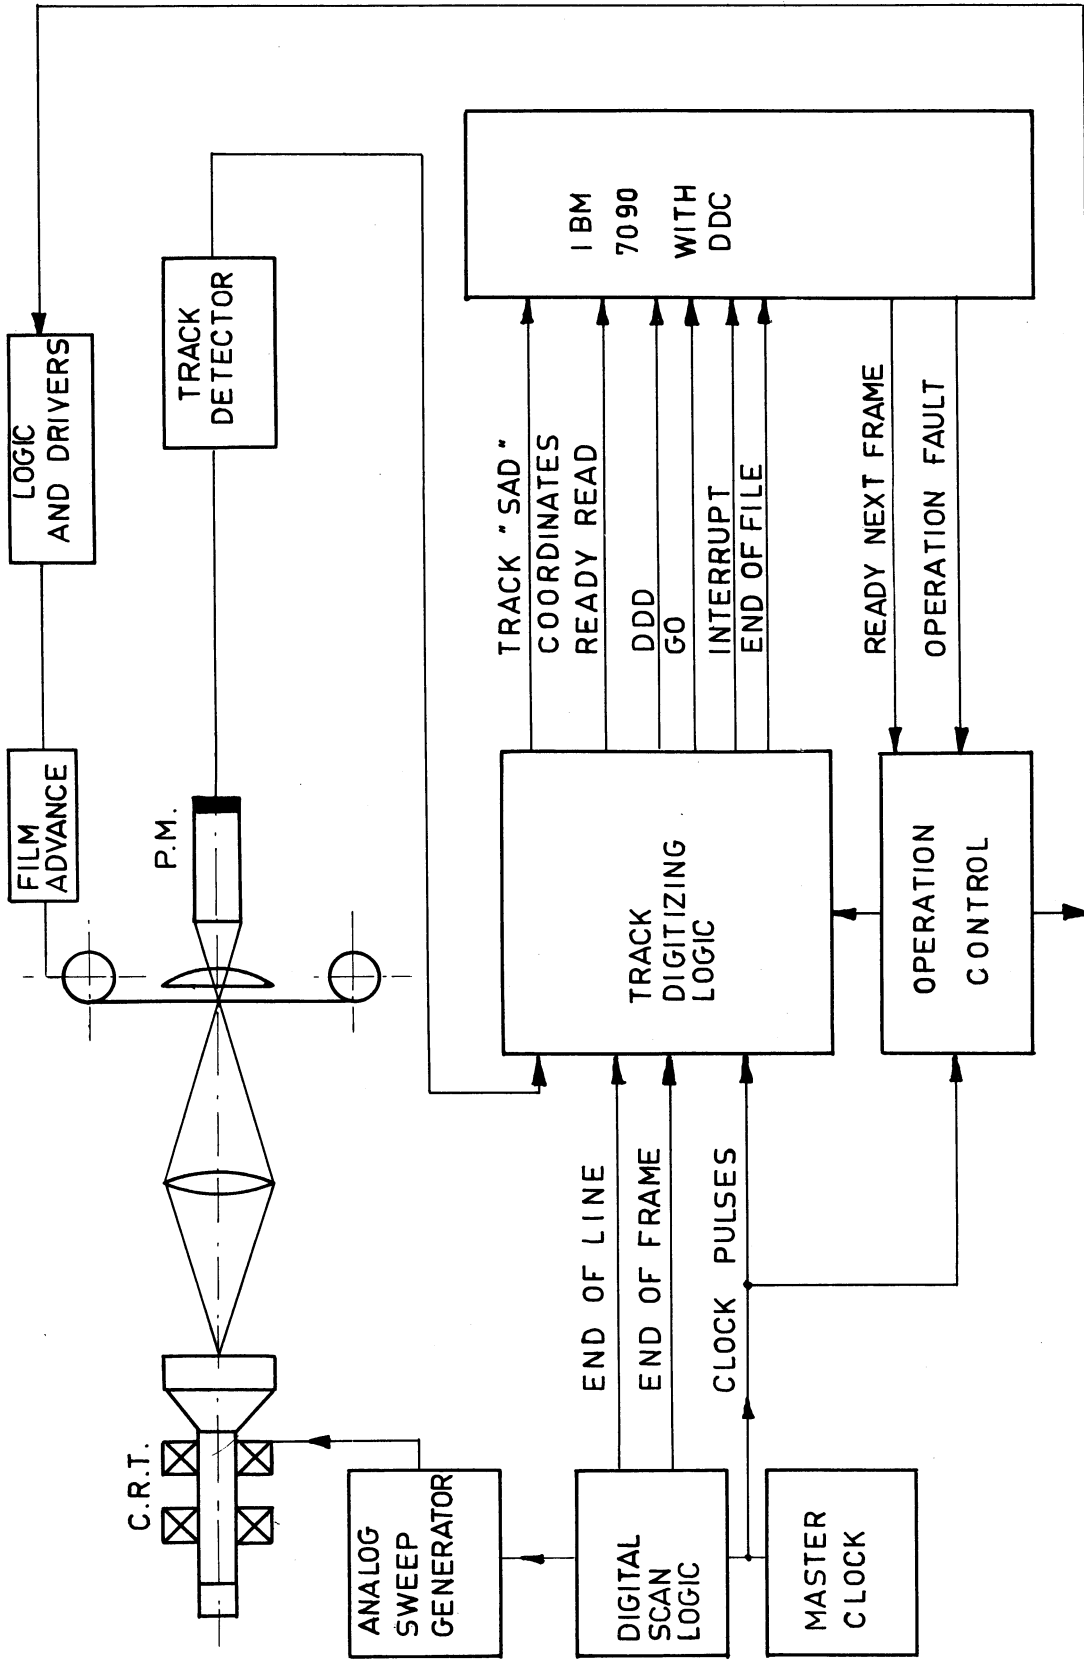 C.R.T.
P.M.
FILM
ADVANCE
LOGIC
AND DRIVERS
TRACK
DETECTOR
ANALOG
SWEEP
GENERATOR
DIGITAL
SCAN
LOGIC
MASTER
CLOCK
END OF LINE
END OF FRAME
CLOCK PULSES
TRACK
DIGITIZING
LOGIC
OPERATION
CONTROL
TRACK "SAD"
COORDINATES
READY READ
DDD
GO
INTERRUPT
END OF FILE
READY NEXT FRAME
OPERATION FAULT
IBM
7090
WITH
DDC